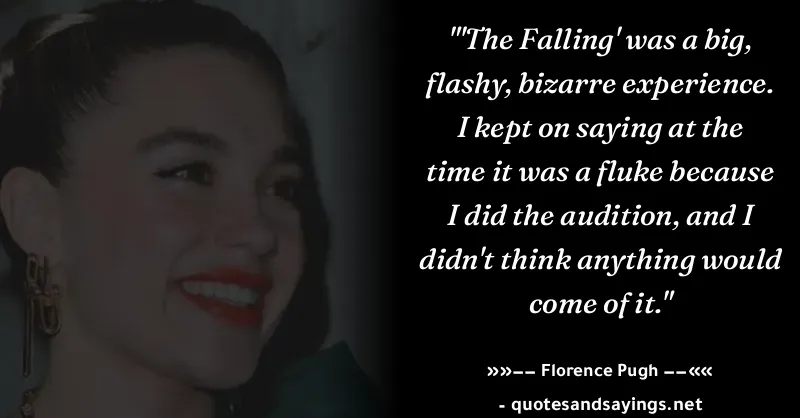 "'The Falling' was a big,
flashy, bizarre experience.
I kept on saying at the
time it was a fluke because
I did the audition, and I
didn't think anything would
come of it."
»»–– Florence Pugh ––««
- quotesandsayings.net